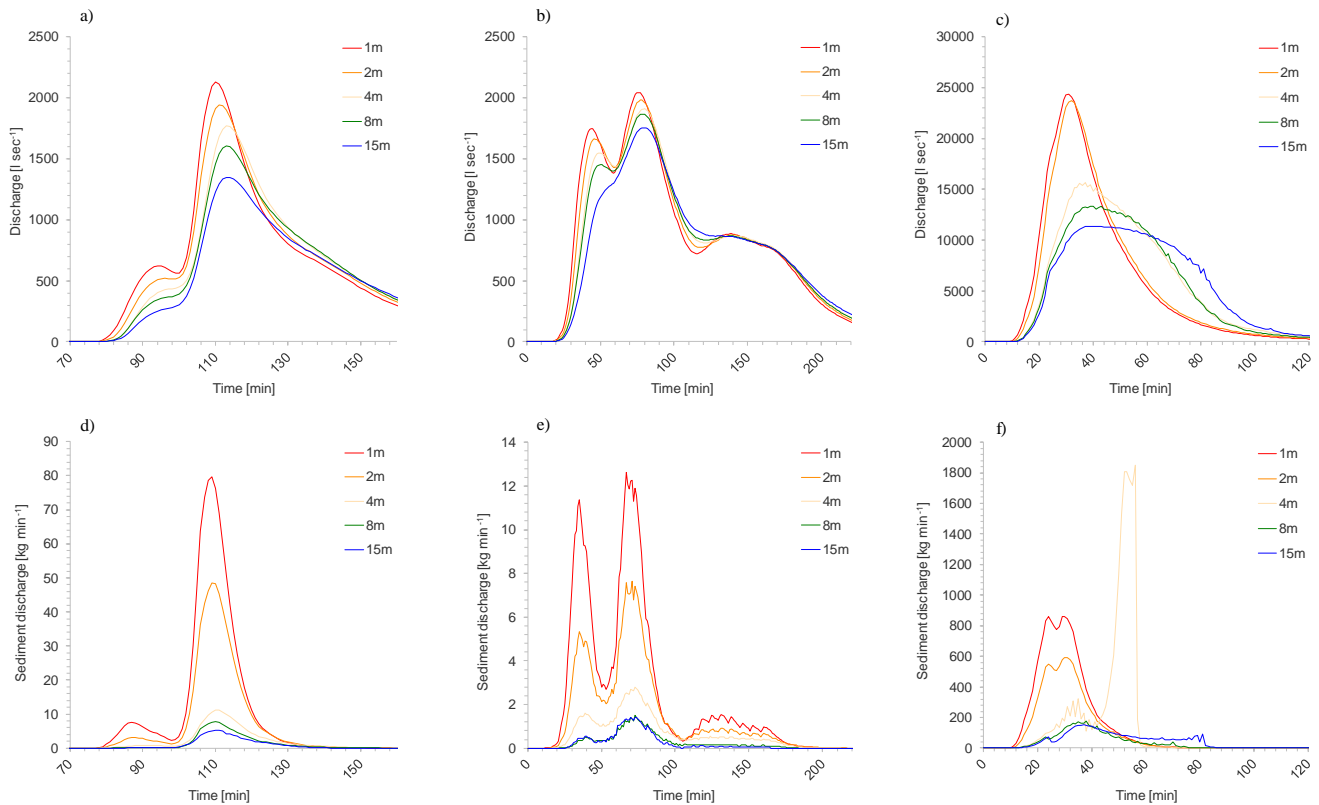 a)
Discharge [l sec⁻¹]
2500
2000
1500
1000
500
0
70
90
110
130
150
Time [min]
1m
2m
4m
8m
15m
b)
Discharge [l sec⁻¹]
2500
2000
1500
1000
500
0
0
50
100
150
200
Time [min]
1m
2m
4m
8m
15m
c)
Discharge [l sec⁻¹]
30000
25000
20000
15000
10000
5000
0
0
20
40
60
80
100
120
Time [min]
1m
2m
4m
8m
15m
d)
Sediment discharge [kg min⁻¹]
90
80
70
60
50
40
30
20
10
0
70
90
110
130
150
Time [min]
1m
2m
4m
8m
15m
e)
Sediment discharge [kg min⁻¹]
14
12
10
8
6
4
2
0
0
50
100
150
200
Time [min]
1m
2m
4m
8m
15m
f)
Sediment discharge [kg min⁻¹]
2000
1800
1600
1400
1200
1000
800
600
400
200
0
0
20
40
60
80
100
120
Time [min]
1m
2m
4m
8m
15m